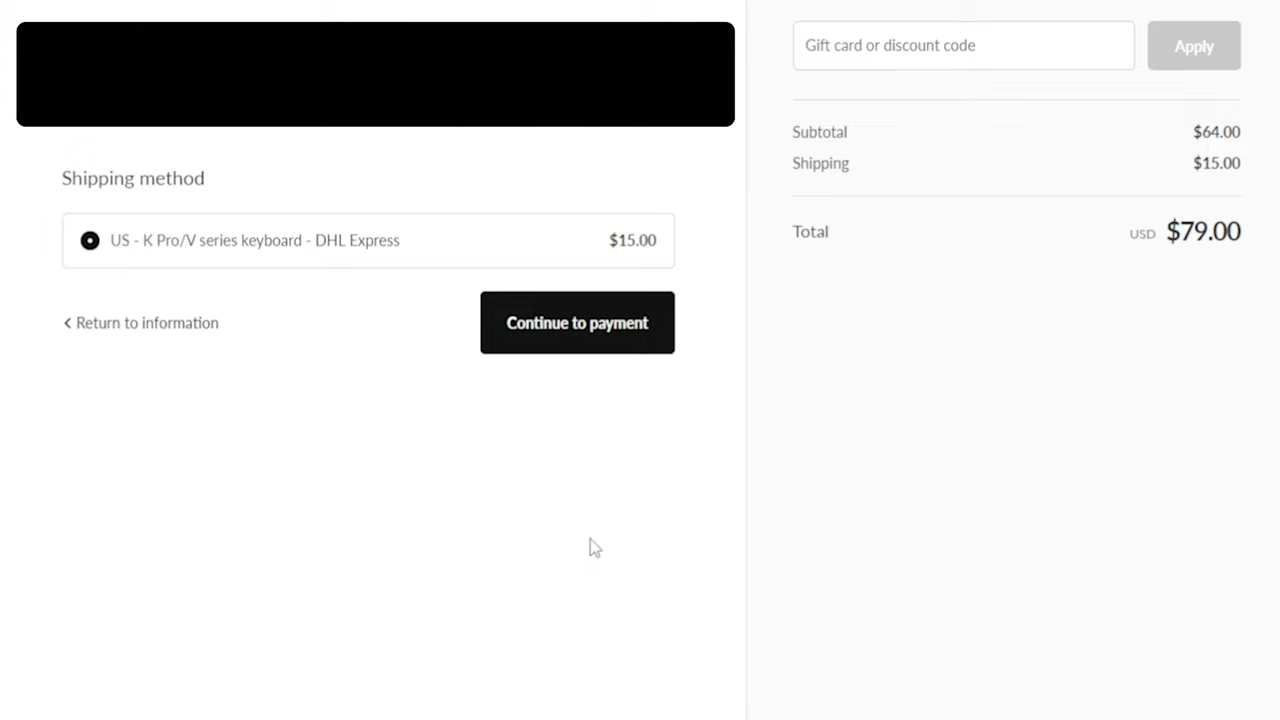 Gift card or discount code
Apply
Subtotal $64.00
Shipping $15.00
Total USD $79.00
Shipping method
US - K Pro/V series keyboard - DHL Express $15.00
Return to information
Continue to payment